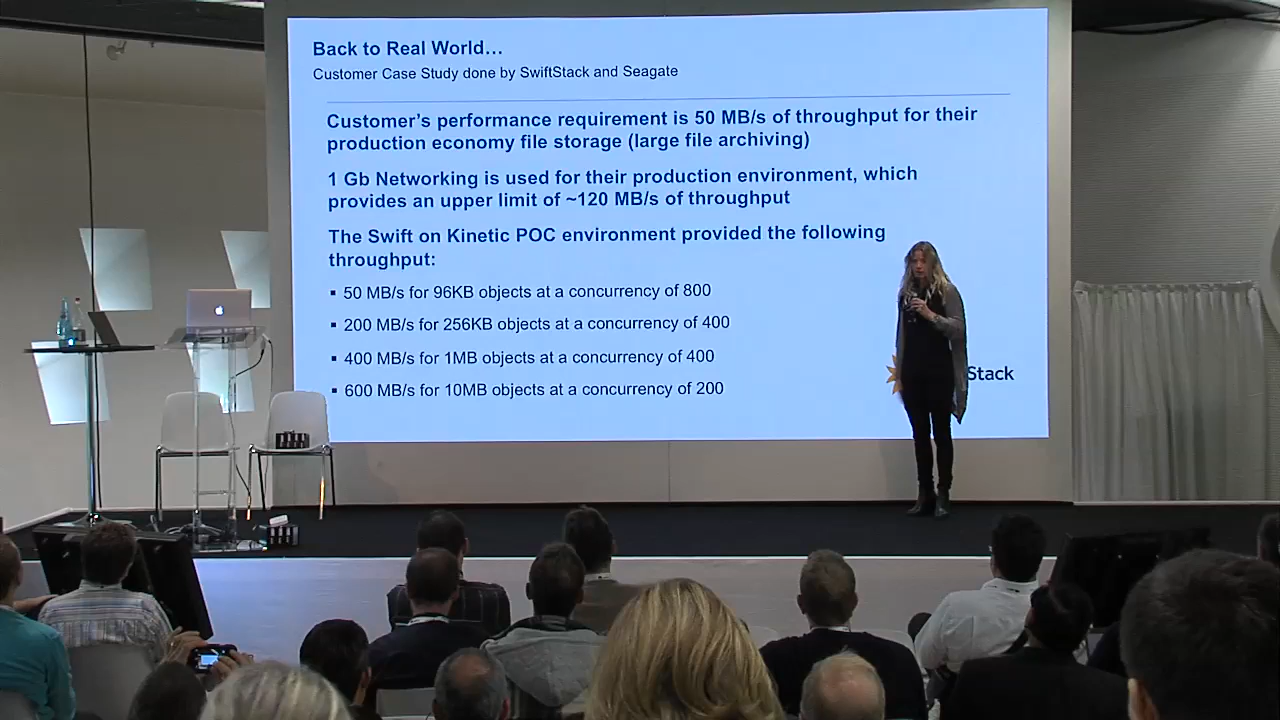 Back to Real World…
Customer Case Study done by SwiftStack and Seagate
Customer's performance requirement is 50 MB/s of throughput for their
production economy file storage (large file archiving)
1 Gb Networking is used for their production environment, which
provides an upper limit of ~120 MB/s of throughput
The Swift on Kinetic POC environment provided the following
throughput:
▪ 50 MB/s for 96KB objects at a concurrency of 800
▪ 200 MB/s for 256KB objects at a concurrency of 400
▪ 400 MB/s for 1MB objects at a concurrency of 400
▪ 600 MB/s for 10MB objects at a concurrency of 200
Stack